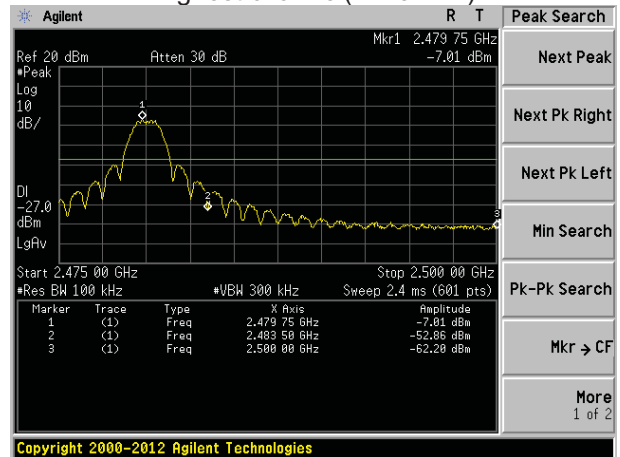 Agilent R T Peak Search
Mkr1 2.479 75 GHz
Ref 20 dBm Atten 30 dB -7.01 dBm
#Peak
Log
10
dB/
1
DI
-27.0
dBm
LgAv
2
3
Start 2.475 00 GHz Stop 2.500 00 GHz
#Res BW 100 kHz #VBW 300 kHz Sweep 2.4 ms (601 pts)
Marker Trace Type X Axis Amplitude
1 (1) Freq 2.479 75 GHz -7.01 dBm
2 (1) Freq 2.483 50 GHz -52.86 dBm
3 (1) Freq 2.500 00 GHz -62.20 dBm
Next Peak
Next Pk Right
Next Pk Left
Min Search
Pk-Pk Search
Mkr → CF
More
1 of 2
Copyright 2000-2012 Agilent Technologies